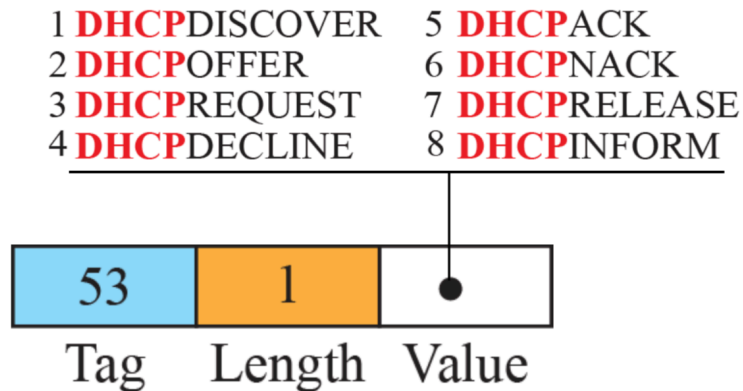 1 DHCPDISCOVER 5 DHCPACK
2 DHCPOFFER 6 DHCPNACK
3 DHCPREQUEST 7 DHCPRELEASE
4 DHCPDECLINE 8 DHCPINFORM
53 1
Tag Length Value